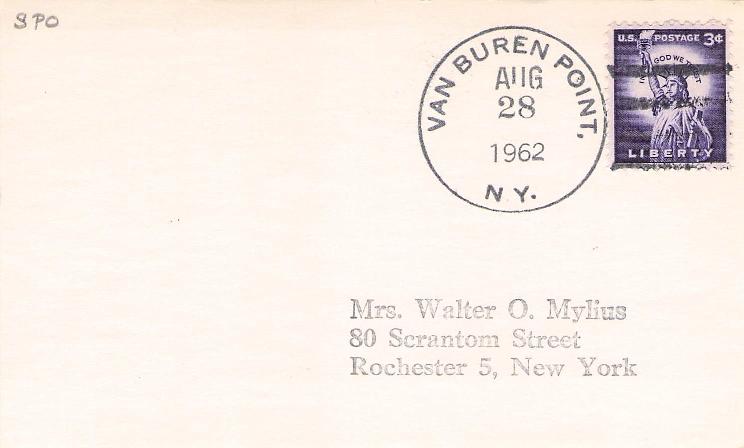 SPO
VAN BUREN POINT,
AUG
28
1962
N.Y.
U.S. POSTAGE 3¢
IN GOD WE TRUST
LIBERTY
Mrs. Walter O. Mylius
80 Scrantom Street
Rochester 5, New York